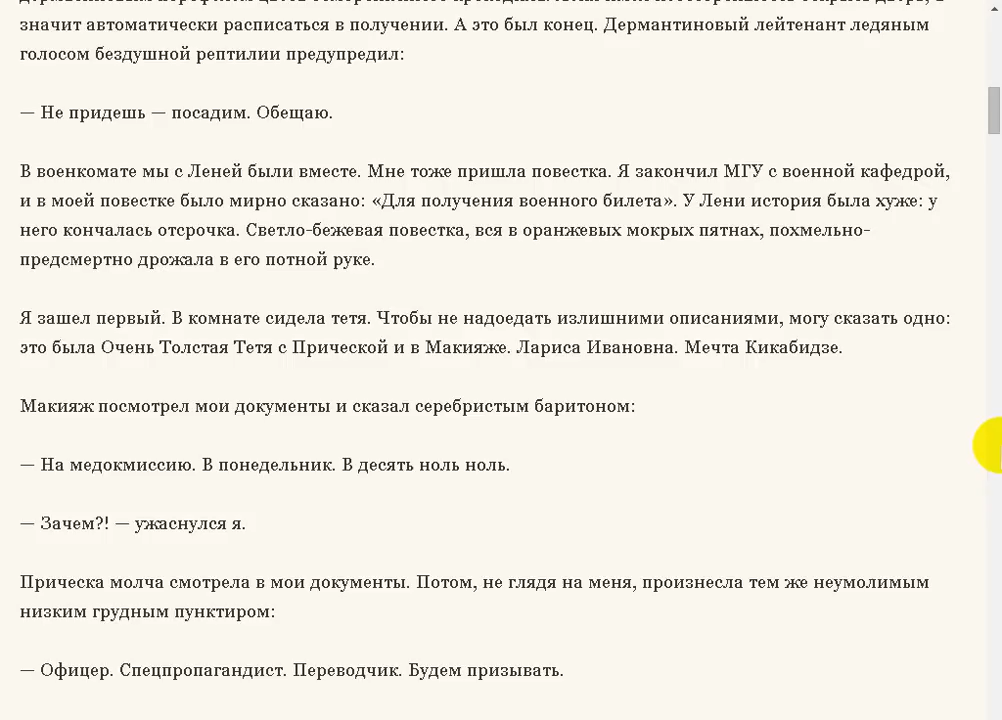 значит автоматически расписаться в получении. А это был конец. Дермантиновый лейтенант ледяным
голосом бездушной рептилии предупредил:
— Не придешь — посадим. Обещаю.
В военкомате мы с Леней были вместе. Мне тоже пришла повестка. Я закончил МГУ с военной кафедрой,
и в моей повестке было мирно сказано: «Для получения военного билета». У Лени история была хуже: у
него кончалась отсрочка. Светло-бежевая повестка, вся в оранжевых мокрых пятнах, похмельно-
предсмертно дрожала в его потной руке.
Я зашел первый. В комнате сидела тетя. Чтобы не надоедать излишними описаниями, могу сказать одно:
это была Очень Толстая Тетя с Прической и в Макияже. Лариса Ивановна. Мечта Кикабидзе.
Макияж посмотрел мои документы и сказал серебристым баритоном:
— На медокмиссию. В понедельник. В десять ноль ноль.
— Зачем?! — ужаснулся я.
Прическа молча смотрела в мои документы. Потом, не глядя на меня, произнесла тем же неумолимым
низким грудным пунктиром:
— Офицер. Спецпропагандист. Переводчик. Будем призывать.